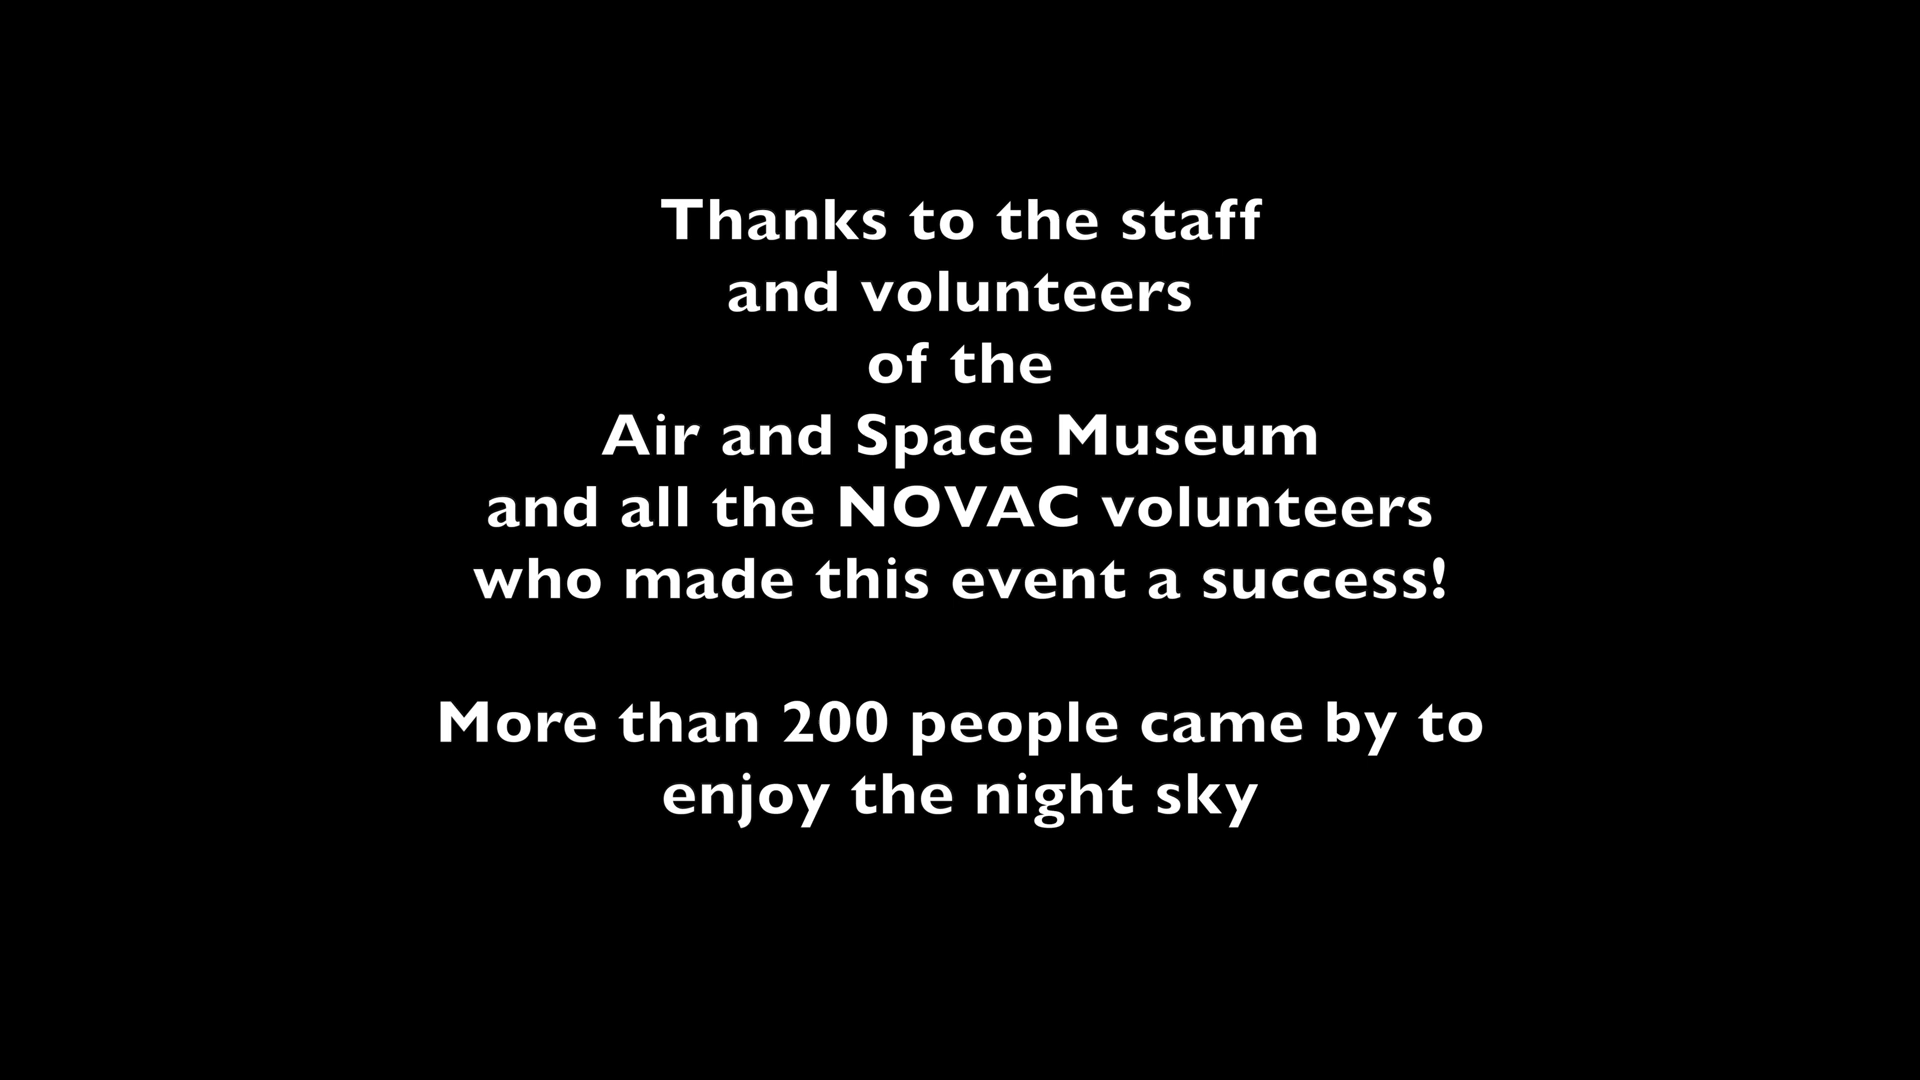 Thanks to the staff
and volunteers
of the
Air and Space Museum
and all the NOVAC volunteers
who made this event a success!
More than 200 people came by to
enjoy the night sky